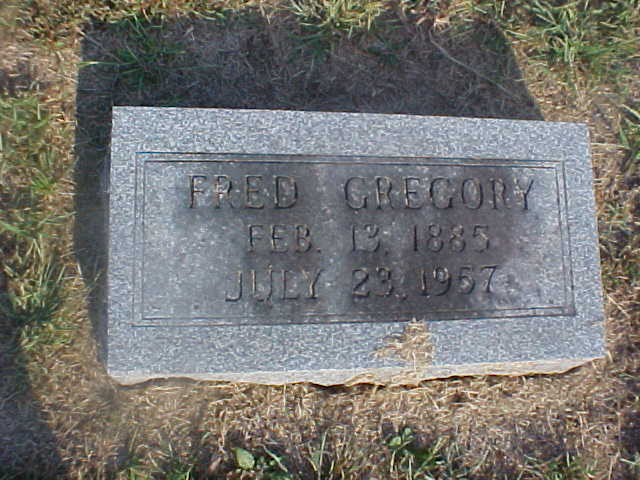 FRED GREGORY
FEB. 13, 1885
JULY 23, 1957